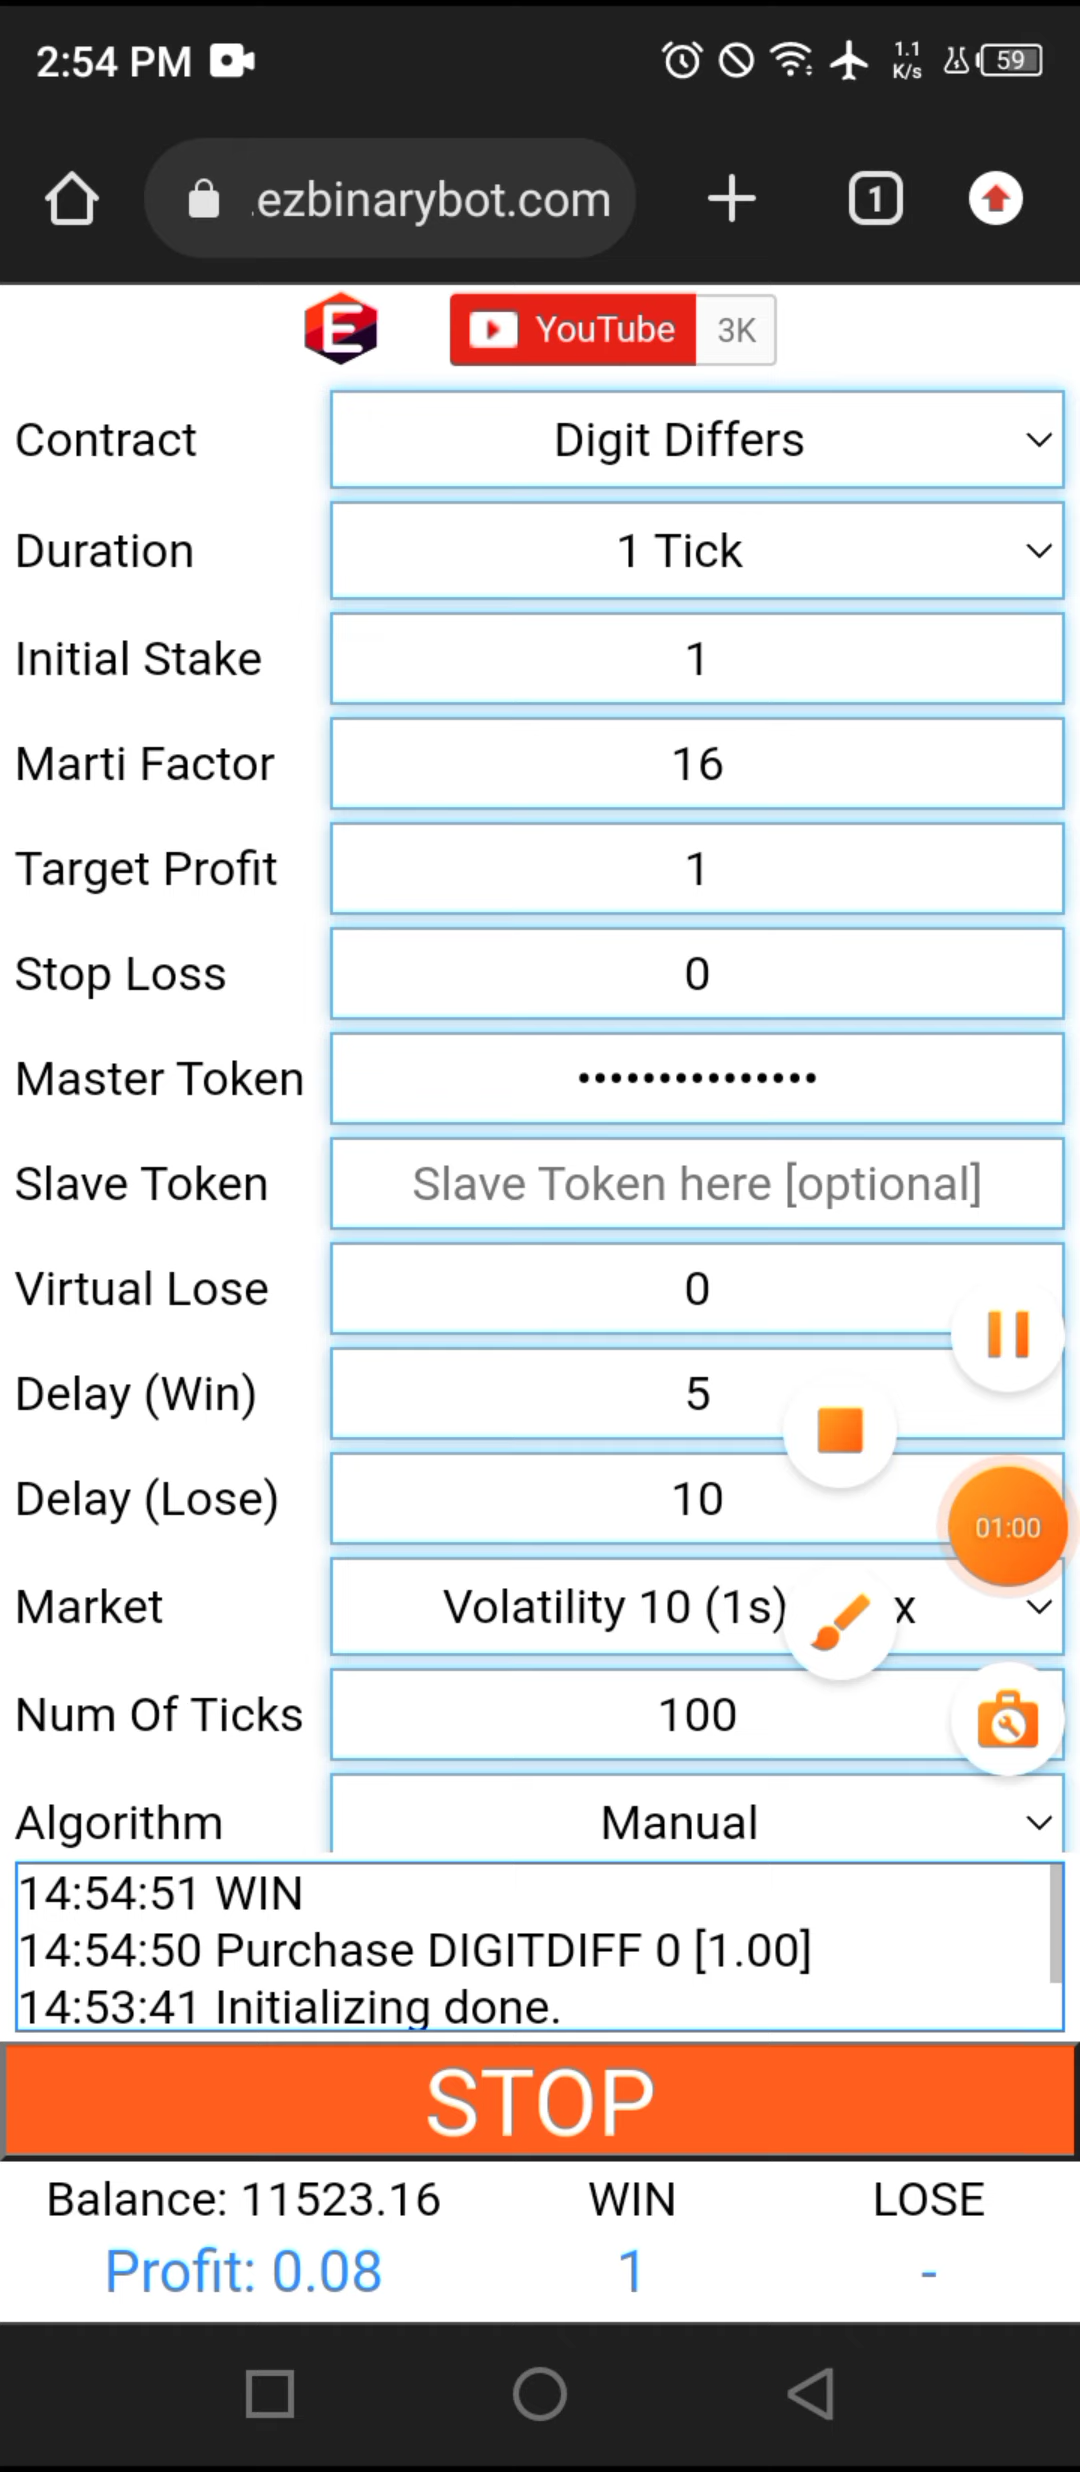 2:54 PM
1.1
K/s
59
.ezbinarybot.com
1
E
YouTube 3K
Contract Digit Differs
Duration 1 Tick
Initial Stake 1
Marti Factor 16
Target Profit 1
Stop Loss 0
Master Token •••••••••••••••
Slave Token Slave Token here [optional]
Virtual Lose 0
Delay (Win) 5
Delay (Lose) 10
01:00
Market Volatility 10 (1s) x
Num Of Ticks 100
Algorithm Manual
14:54:51 WIN
14:54:50 Purchase DIGITDIFF 0 [1.00]
14:53:41 Initializing done.
STOP
Balance: 11523.16 WIN LOSE
Profit: 0.08 1 -